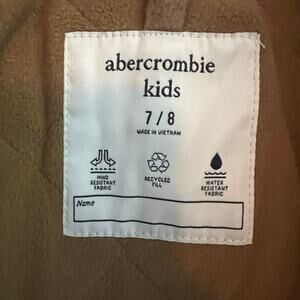 abercrombie
kids
7/8
MADE IN VIETNAM
WIND
RESISTANT
FABRIC
RECYCLED
FILL
WATER
RESISTANT
FABRIC
Name